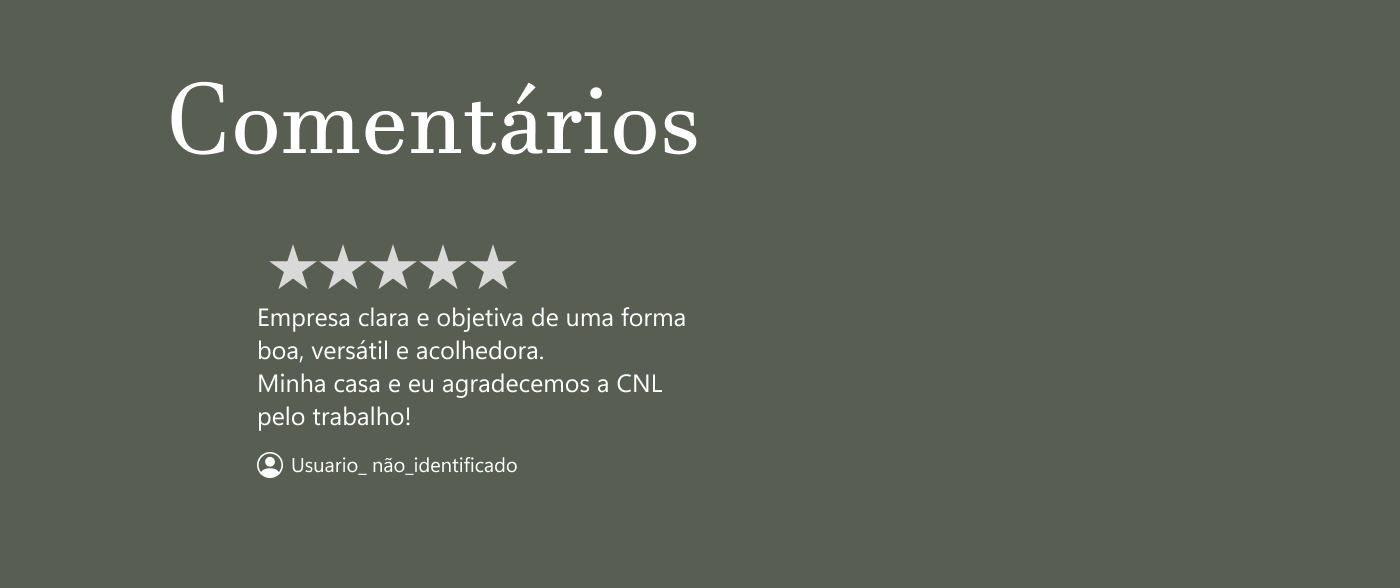 Comentários
Empresa clara e objetiva de uma forma
boa, versátil e acolhedora.
Minha casa e eu agradecemos a CNL
pelo trabalho!
Usuario_ não_identificado